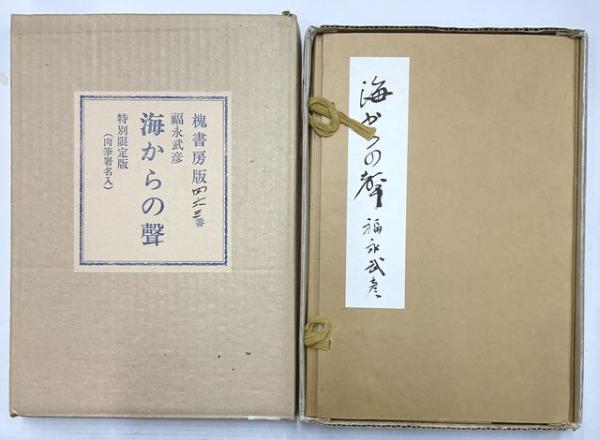 槐書房版四六三番
福永武彦
海からの聲
特別限定版
（肉筆署名入）
海からの聲
福永武彦